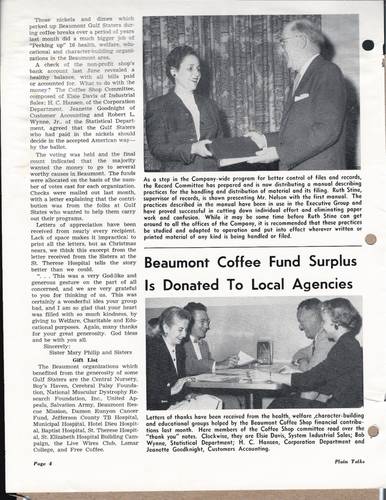 Those nickels and dimes which
perked up Beaumont Gulf Staters dur-
ing coffee breaks over a period of years
last month did a much bigger job of
"Perking up" 16 health, welfare, edu-
cational and character-building organi-
zations in the Beaumont area.
A check of the non-profit shop's
bank account last June revealed a
healthy balance, with all bills paid
or accounted for. What to do with the
money? The Coffee Shop Committee,
composed of Elsie Davis of Industrial
Sales; H. C. Hansen, of the Corporation
Department, Jeanette Goodnight of
Customer Accounting and Robert L.
Wynne, Jr., of the Statistical Depart-
ment, agreed that the Gulf Staters
who had paid in the nickels should
decide in the accepted American way—
by the ballot.
The voting was held and the final
count indicated that the majority
wanted the money to go to several
worthy causes in Beaumont. The funds
were allocated on the basis of the num-
ber of votes cast for each organization.
Checks were mailed out last month,
with a letter explaining that the contri-
bution was from the folks at Gulf
States who wanted to help them carry
out their programs.
Letters of appreciation have been
received from nearly every recipient.
Lack of space makes it impractical to
print all the letters, but as Christmas
nears, we think this excerpt from the
letter received from the Sisters at the
St. Therese Hospital tells the story
better than we could.
". . . This was a very God-like and
generous gesture on the part of all
concerned, and we are very grateful
to you for thinking of us. This was
certainly a wonderful idea your group
had, and I am so glad that your heart
was filled with so much kindness, by
giving to Welfare, Charitable and Edu-
cational purposes. Again, many thanks
for your great generosity. God bless
and be with you all.
Sincerely:
Sister Mary Philip and Sisters
Gift List
The Beaumont organizations which
benefited from the generosity of some
Gulf Staters are the Central Nursery,
Boy's Haven, Cerebral Palsy Founda-
tion, National Muscular Dystrophy Re-
search Foundation, Inc., United Ap-
peals, Salvation Army, Beaumont Res-
cue Mission, Damon Runyon Cancer
Fund, Jefferson County TB Hospital,
Municipal Hospital, Hotel Dieu Hospi-
tal, Baptist Hospital, St. Therese Hospi-
tal, St. Elizabeth Hospital Building Cam-
paign, the Live Wires Club, Lamar
College, and Free Coffee.
Page 4
As a step in the Company-wide program for better control of files and records,
the Record Committee has prepared and is now distributing a manual describing
practices for the handling and distribution of material and its filing. Ruth Stine,
supervisor of records, is shown presenting Mr. Nelson with the first manual. The
practices described in the manual have been in use in the Executive Group and
have proved successful in cutting down individual effort and eliminating paper
work and confusion. While it may be some time before Ruth Stine can get
around to all the offices of the Company, it is recommended that these practices
be studied and adapted to operation and put into effect wherever written or
printed material of any kind is being handled or filed.
Beaumont Coffee Fund Surplus
Is Donated To Local Agencies
Letters of thanks have been received from the health, welfare ,character-building
and educational groups helped by the Beaumont Coffee Shop financial contribu-
tions last month. Here members of the Coffee Shop committee read over the
"thank you" notes. Clockwise, they are Elsie Davis, System Industrial Sales; Bob
Wynne, Statistical Department; H. C. Hansen, Corporation Department and
Jeanette Goodknight, Customers Accounting.
Plain Talks